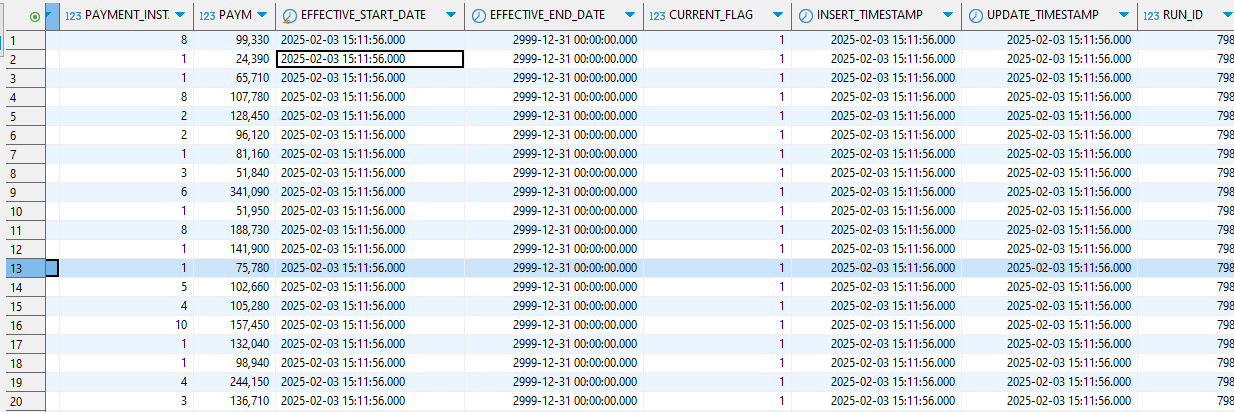 123 PAYMENT_INST. 123 PAYM EFFECTIVE_START_DATE EFFECTIVE_END_DATE 123 CURRENT_FLAG INSERT_TIMESTAMP UPDATE_TIMESTAMP 123 RUN_ID
1 8 99,330 2025-02-03 15:11:56.000 2999-12-31 00:00:00.000 1 2025-02-03 15:11:56.000 2025-02-03 15:11:56.000 798
2 1 24,390 2025-02-03 15:11:56.000 2999-12-31 00:00:00.000 1 2025-02-03 15:11:56.000 2025-02-03 15:11:56.000 798
3 1 65,710 2025-02-03 15:11:56.000 2999-12-31 00:00:00.000 1 2025-02-03 15:11:56.000 2025-02-03 15:11:56.000 798
4 8 107,780 2025-02-03 15:11:56.000 2999-12-31 00:00:00.000 1 2025-02-03 15:11:56.000 2025-02-03 15:11:56.000 798
5 2 128,450 2025-02-03 15:11:56.000 2999-12-31 00:00:00.000 1 2025-02-03 15:11:56.000 2025-02-03 15:11:56.000 798
6 2 96,120 2025-02-03 15:11:56.000 2999-12-31 00:00:00.000 1 2025-02-03 15:11:56.000 2025-02-03 15:11:56.000 798
7 1 81,160 2025-02-03 15:11:56.000 2999-12-31 00:00:00.000 1 2025-02-03 15:11:56.000 2025-02-03 15:11:56.000 798
8 3 51,840 2025-02-03 15:11:56.000 2999-12-31 00:00:00.000 1 2025-02-03 15:11:56.000 2025-02-03 15:11:56.000 798
9 6 341,090 2025-02-03 15:11:56.000 2999-12-31 00:00:00.000 1 2025-02-03 15:11:56.000 2025-02-03 15:11:56.000 798
10 1 51,950 2025-02-03 15:11:56.000 2999-12-31 00:00:00.000 1 2025-02-03 15:11:56.000 2025-02-03 15:11:56.000 798
11 8 188,730 2025-02-03 15:11:56.000 2999-12-31 00:00:00.000 1 2025-02-03 15:11:56.000 2025-02-03 15:11:56.000 798
12 1 141,900 2025-02-03 15:11:56.000 2999-12-31 00:00:00.000 1 2025-02-03 15:11:56.000 2025-02-03 15:11:56.000 798
13 1 75,780 2025-02-03 15:11:56.000 2999-12-31 00:00:00.000 1 2025-02-03 15:11:56.000 2025-02-03 15:11:56.000 798
14 5 102,660 2025-02-03 15:11:56.000 2999-12-31 00:00:00.000 1 2025-02-03 15:11:56.000 2025-02-03 15:11:56.000 798
15 4 105,280 2025-02-03 15:11:56.000 2999-12-31 00:00:00.000 1 2025-02-03 15:11:56.000 2025-02-03 15:11:56.000 798
16 10 157,450 2025-02-03 15:11:56.000 2999-12-31 00:00:00.000 1 2025-02-03 15:11:56.000 2025-02-03 15:11:56.000 798
17 1 132,040 2025-02-03 15:11:56.000 2999-12-31 00:00:00.000 1 2025-02-03 15:11:56.000 2025-02-03 15:11:56.000 798
18 1 98,940 2025-02-03 15:11:56.000 2999-12-31 00:00:00.000 1 2025-02-03 15:11:56.000 2025-02-03 15:11:56.000 798
19 4 244,150 2025-02-03 15:11:56.000 2999-12-31 00:00:00.000 1 2025-02-03 15:11:56.000 2025-02-03 15:11:56.000 798
20 3 136,710 2025-02-03 15:11:56.000 2999-12-31 00:00:00.000 1 2025-02-03 15:11:56.000 2025-02-03 15:11:56.000 798